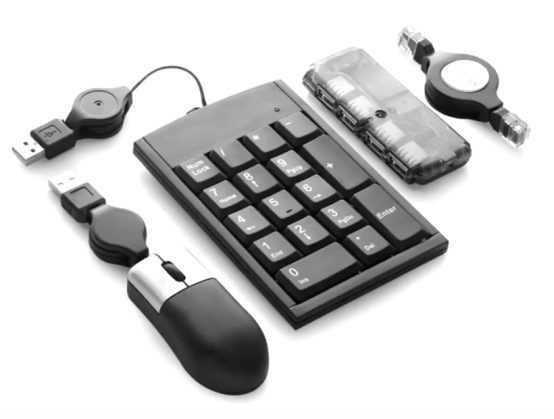 Num Lock
/
*
-
7 Home
8 ↑
9 PgUp
+
4 ←
5
6 →
1 End
2 ↓
3 PgDn
Enter
0 Ins
. Del